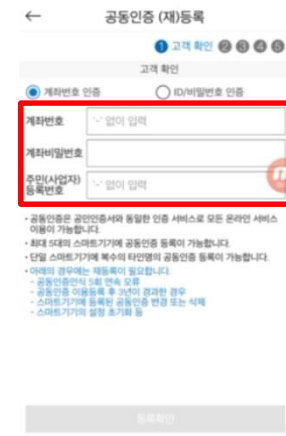 ←
공동인증 (재)등록
1 고객 확인 2 3 4 5
고객 확인
계좌번호 인증 ID/비밀번호 인증
계좌번호 '-' 없이 입력
계좌비밀번호
주민(사업자)
등록번호 '-' 없이 입력
• 공동인증은 공인인증서와 동일한 인증 서비스로 모든 온라인 서비스
이용이 가능합니다.
• 최대 5대의 스마트기기에 공동인증 등록이 가능합니다.
• 단일 스마트기기에 복수의 타인명의 공동인증 등록이 가능합니다.
• 아래의 경우에는 재등록이 필요합니다.
- 공동인증인식 5회 연속 오류
- 공동인증 이용등록 후 3년이 경과한 경우
- 스마트기기에 등록된 공동인증 변경 또는 삭제
- 스마트기기의 설정 초기화 등
등록확인